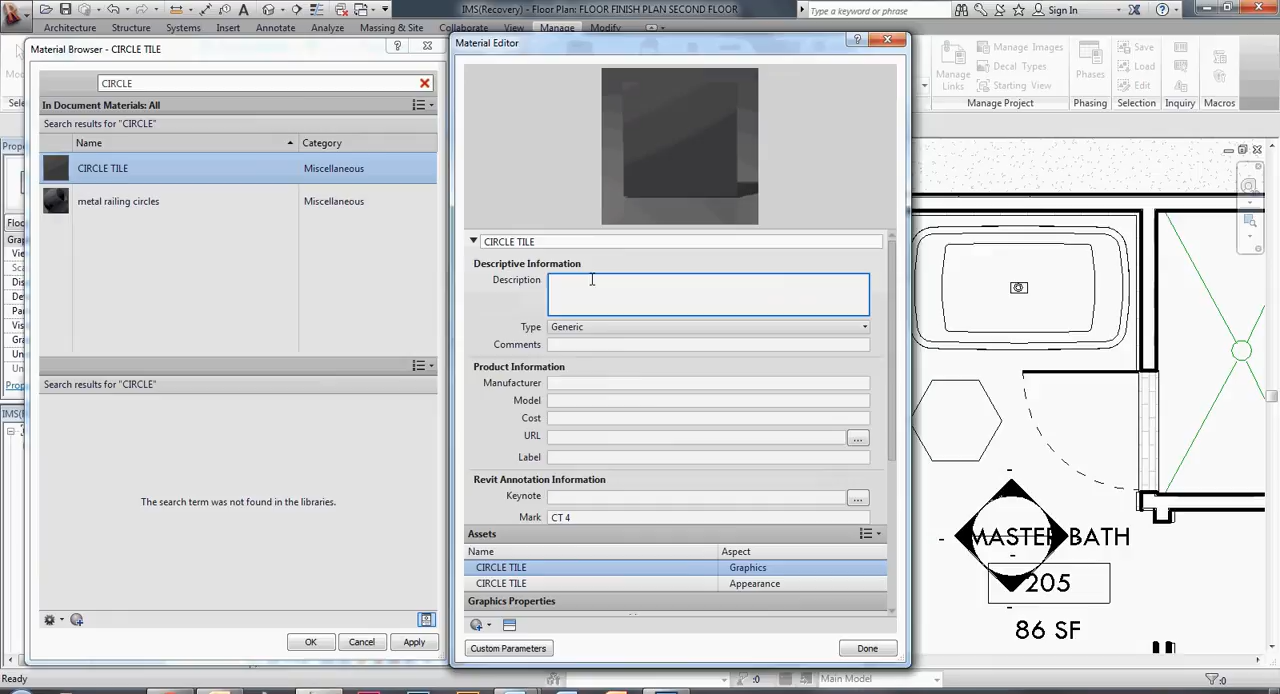 IMS(Recovery) - Floor Plan: FLOOR FINISH PLAN SECOND FLOOR
Type a keyword or phrase
Sign In
Architecture
Structure
Systems
Insert
Annotate
Analyze
Massing & Site
Collaborate
View
Manage
Modify
Material Browser - CIRCLE TILE
Material Editor
Manage Links
Manage Images
Decal Types
Starting View
Manage Project
Phases
Phasing
Save
Load
Edit
Selection
Inquiry
Macros
CIRCLE
In Document Materials: All
Search results for "CIRCLE"
Name
Category
CIRCLE TILE
Miscellaneous
metal railing circles
Miscellaneous
Search results for "CIRCLE"
The search term was not found in the libraries.
OK
Cancel
Apply
CIRCLE TILE
Descriptive Information
Description
Type
Generic
Comments
Product Information
Manufacturer
Model
Cost
URL
...
Label
Revit Annotation Information
Keynote
...
Mark
CT 4
Assets
Name
Aspect
CIRCLE TILE
Graphics
CIRCLE TILE
Appearance
Graphics Properties
Custom Parameters
Done
MASTER BATH
205
86 SF
Ready
:0
Main Model
:0